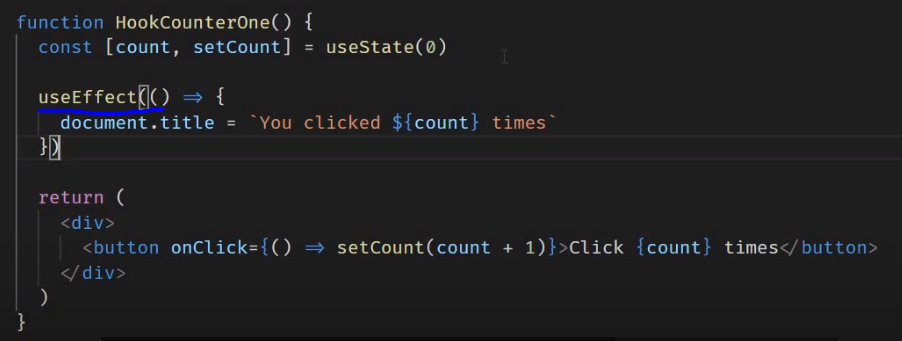 function HookCounterOne() {
const [count, setCount] = useState(0)
useEffect(() => {
document.title = `You clicked ${count} times`
})
return (
<div>
<button onClick={() => setCount(count + 1)}>Click {count} times</button>
</div>
)
}